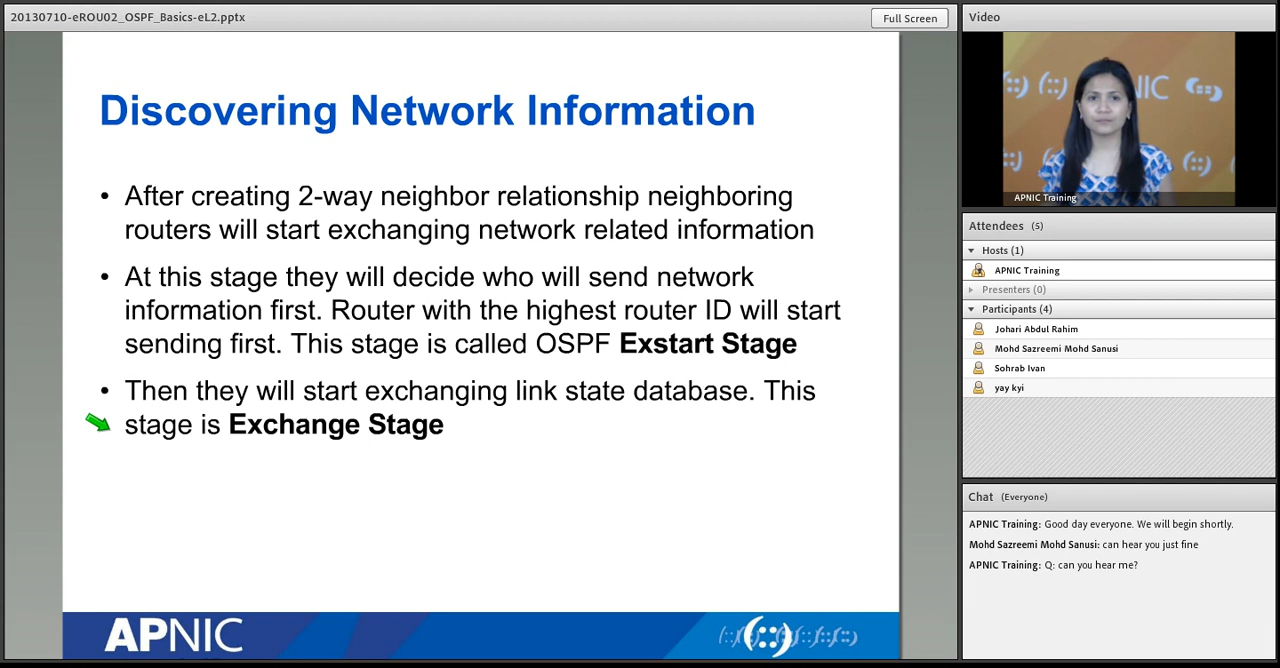 20130710-eROU02_OSPF_Basics-eL2.pptx
Full Screen
Discovering Network Information
• After creating 2-way neighbor relationship neighboring
routers will start exchanging network related information
• At this stage they will decide who will send network
information first. Router with the highest router ID will start
sending first. This stage is called OSPF Exstart Stage
• Then they will start exchanging link state database. This
stage is Exchange Stage
APNIC
Video
NIC
APNIC Training
Attendees (5)
Hosts (1)
APNIC Training
Presenters (0)
Participants (4)
Johari Abdul Rahim
Mohd Sazreemi Mohd Sanusi
Sohrab Ivan
yay kyi
Chat (Everyone)
APNIC Training: Good day everyone. We will begin shortly.
Mohd Sazreemi Mohd Sanusi: can hear you just fine
APNIC Training: Q: can you hear me?